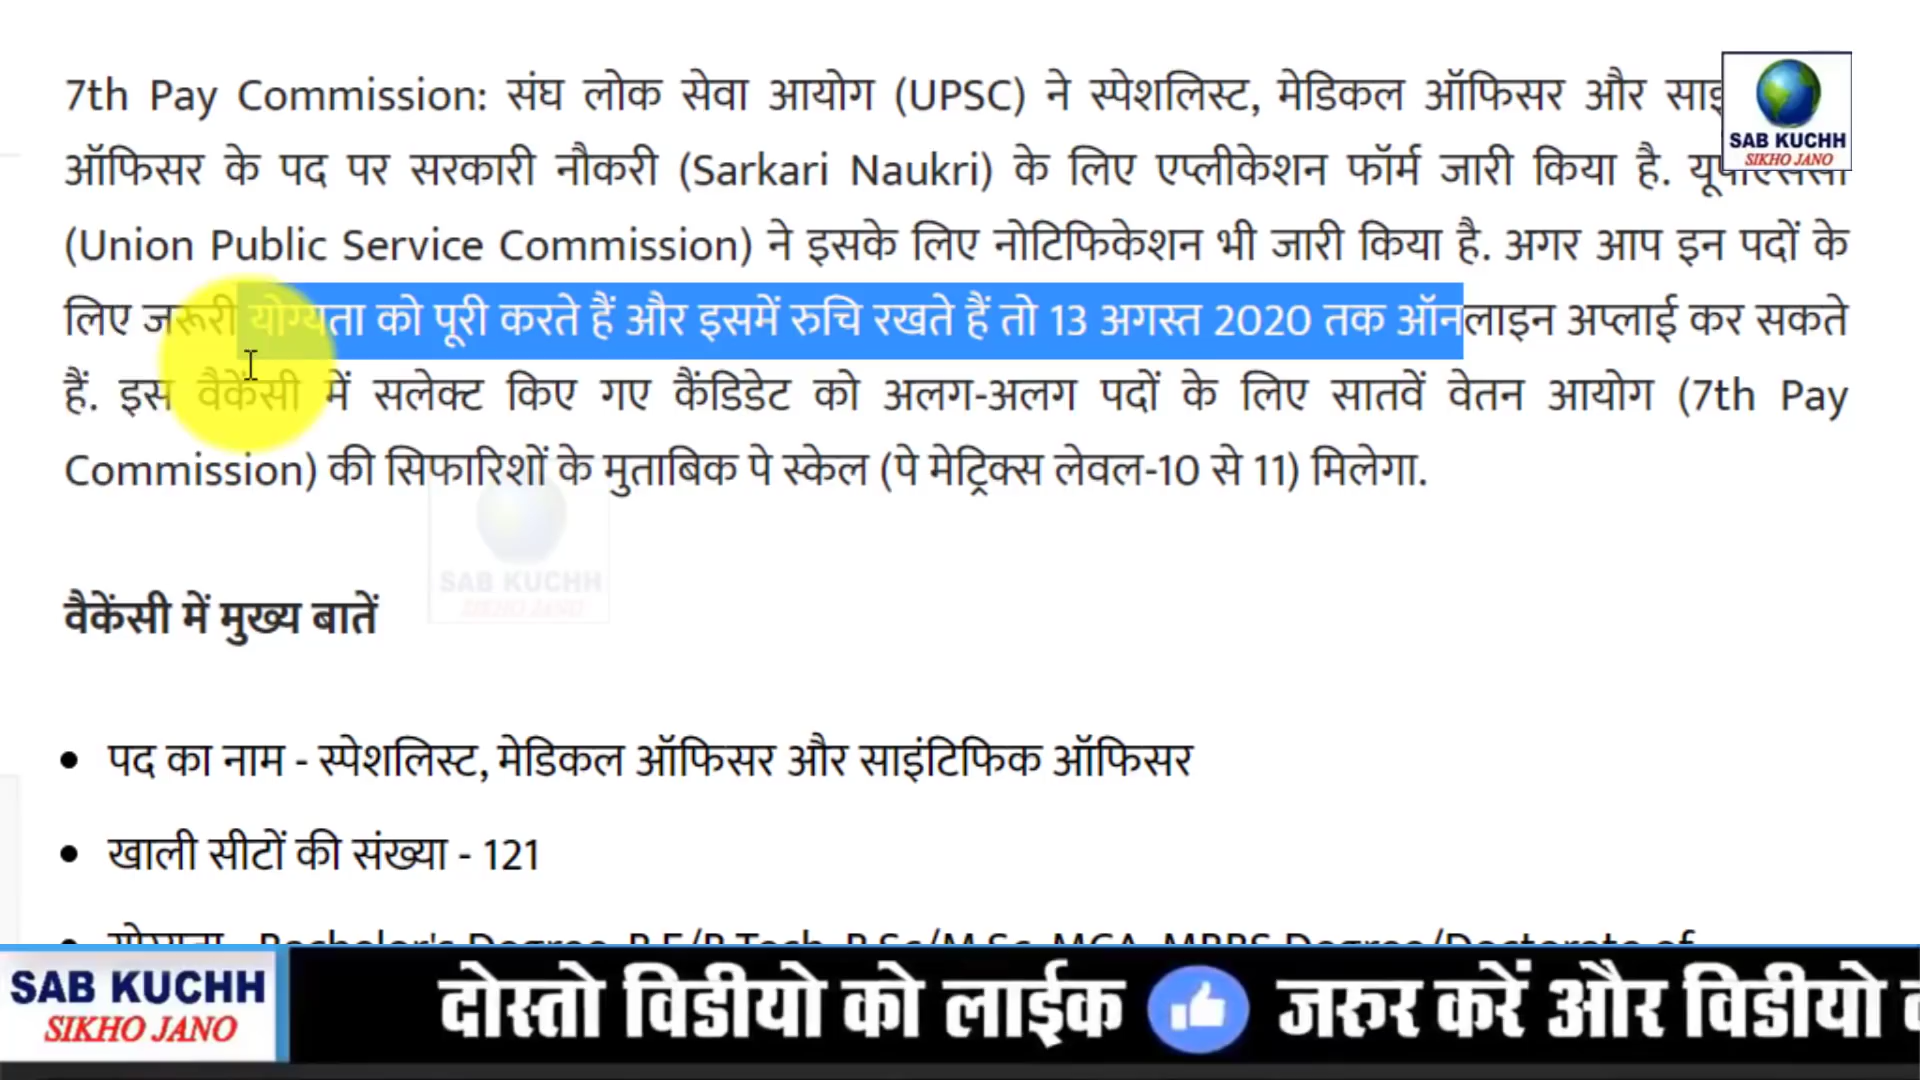 7th Pay Commission: संघ लोक सेवा आयोग (UPSC) ने स्पेशलिस्ट, मेडिकल ऑफिसर और
SAB KUCHH
SIKHO JANO
ऑफिसर के पद पर सरकारी नौकरी (Sarkari Naukri) के लिए एप्लीकेशन फॉर्म जारी किया है.
(Union Public Service Commission) ने इसके लिए नोटिफिकेशन भी जारी किया है. अगर आप इन पदों के
लिए जरूरी योग्यता को पूरी करते हैं और इसमें रुचि रखते हैं तो 13 अगस्त 2020 तक ऑनलाइन अप्लाई कर सकते
हैं. इस वैकेंसी में सलेक्ट किए गए कैंडिडेट को अलग-अलग पदों के लिए सातवें वेतन आयोग (7th Pay
Commission) की सिफारिशों के मुताबिक पे स्केल (पे मेट्रिक्स लेवल-10 से 11) मिलेगा.
SAB KUCHH
SIKHO JANO
वैकेंसी में मुख्य बातें
• पद का नाम - स्पेशलिस्ट, मेडिकल ऑफिसर और साइंटिफिक ऑफिसर
• खाली सीटों की संख्या - 121
SAB KUCHH
SIKHO JANO
दोस्तो विडीयो को लाईक जरुर करें और विडीयो